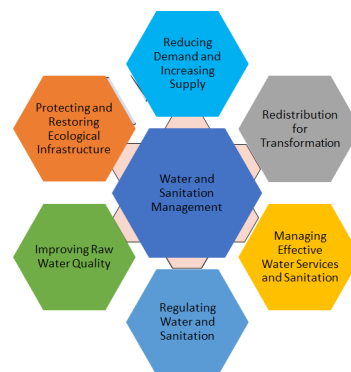 Reducing
Demand and
Increasing
Supply
Protecting and
Restoring
Ecological
Infrastructure
Redistribution
for
Transformation
Water and
Sanitation
Management
Improving Raw
Water Quality
Managing
Effective
Water Services
and Sanitation
Regulating
Water and
Sanitation